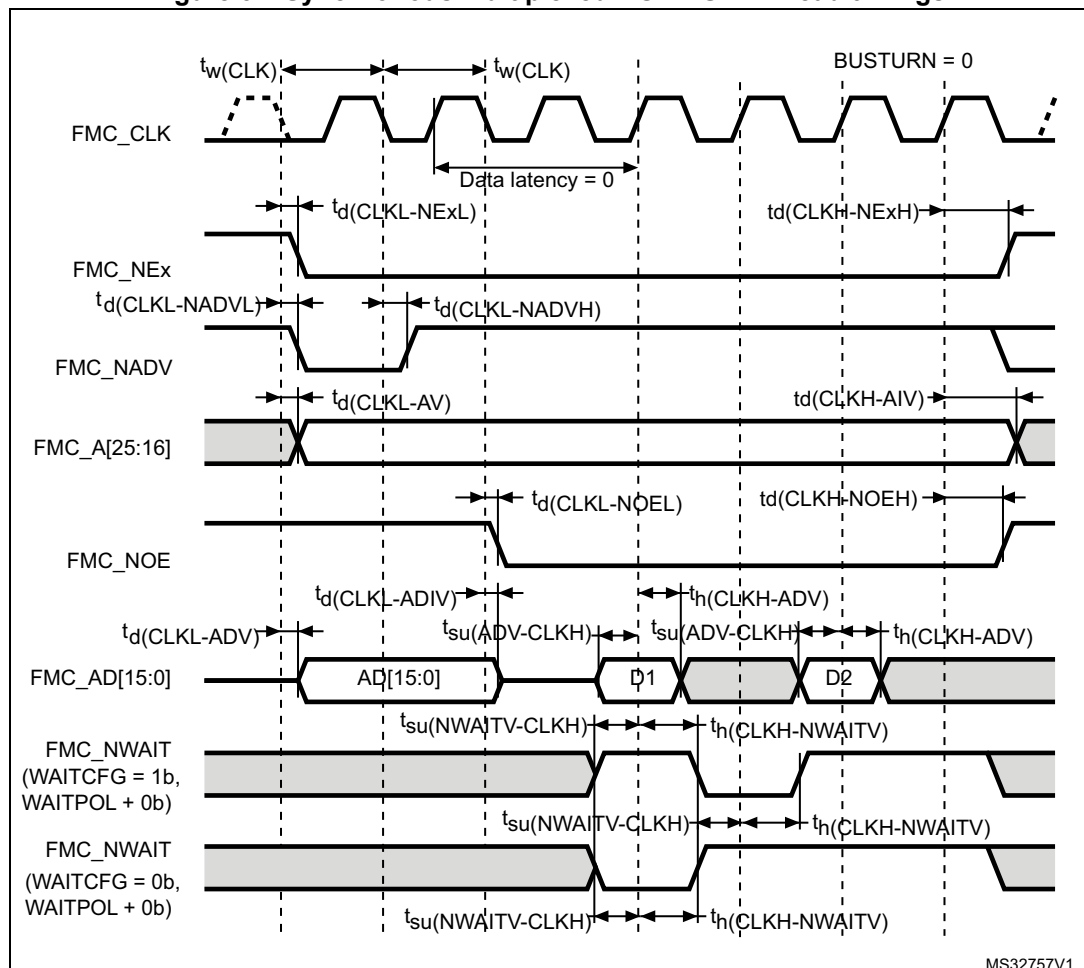 BUSTURN = 0
tw(CLK) tw(CLK)
FMC_CLK
Data latency = 0
td(CLKL-NExL) td(CLKH-NExH)
FMC_NEx
td(CLKL-NADVL) td(CLKL-NADVH)
FMC_NADV
td(CLKL-AV) td(CLKH-AIV)
FMC_A[25:16]
td(CLKL-NOEL) td(CLKH-NOEH)
FMC_NOE
td(CLKL-ADIV) th(CLKH-ADV)
td(CLKL-ADV) tsu(ADV-CLKH) tsu(ADV-CLKH) th(CLKH-ADV)
FMC_AD[15:0] AD[15:0] D1 D2
tsu(NWAITV-CLKH) th(CLKH-NWAITV)
FMC_NWAIT
(WAITCFG = 1b,
WAITPOL + 0b)
tsu(NWAITV-CLKH) th(CLKH-NWAITV)
FMC_NWAIT
(WAITCFG = 0b,
WAITPOL + 0b)
tsu(NWAITV-CLKH) th(CLKH-NWAITV)
MS32757V1